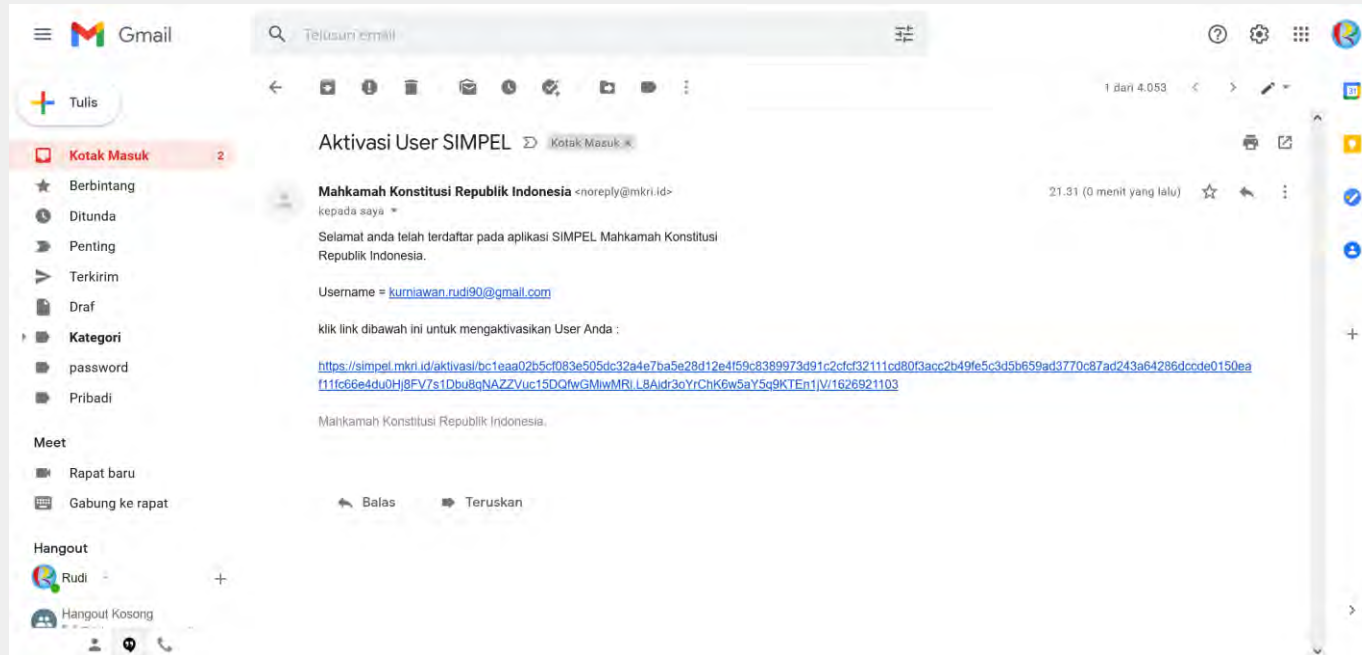 Gmail
Telusuri email
Tulis
1 dari 4.053
Kotak Masuk 2
Berbintang
Ditunda
Penting
Terkirim
Draf
Kategori
password
Pribadi
Meet
Rapat baru
Gabung ke rapat
Hangout
Rudi
Hangout Kosong
Aktivasi User SIMPEL Kotak Masuk x
Mahkamah Konstitusi Republik Indonesia <noreply@mkri.id> 21.31 (0 menit yang lalu)
kepada saya
Selamat anda telah terdaftar pada aplikasi SIMPEL Mahkamah Konstitusi
Republik Indonesia.
Username = kurniawan.rudi90@gmail.com
klik link dibawah ini untuk mengaktivasikan User Anda :
https://simpel.mkri.id/aktivasi/bc1eaa02b5cf083e505dc32a4e7ba5e28d12e4f59c8389973d91c2cfcf32111cd80f3acc2b49fe5c3d5b659ad3770c87ad243a64286dccde0150ea
f11fc66e4du0Hj8FV7s1Dbu8qNAZZVuc15DQfwGMiwMRi.L8Ajdr3oYrChK6w5aY5q9KTEn1jV/1626921103
Mahkamah Konstitusi Republik Indonesia.
Balas
Teruskan